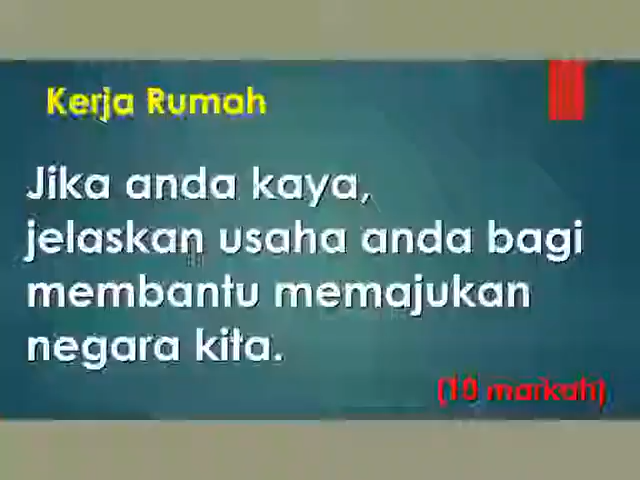 Kerja Rumah
Jika anda kaya,
jelaskan usaha anda bagi
membantu memajukan
negara kita.
(10 markah)